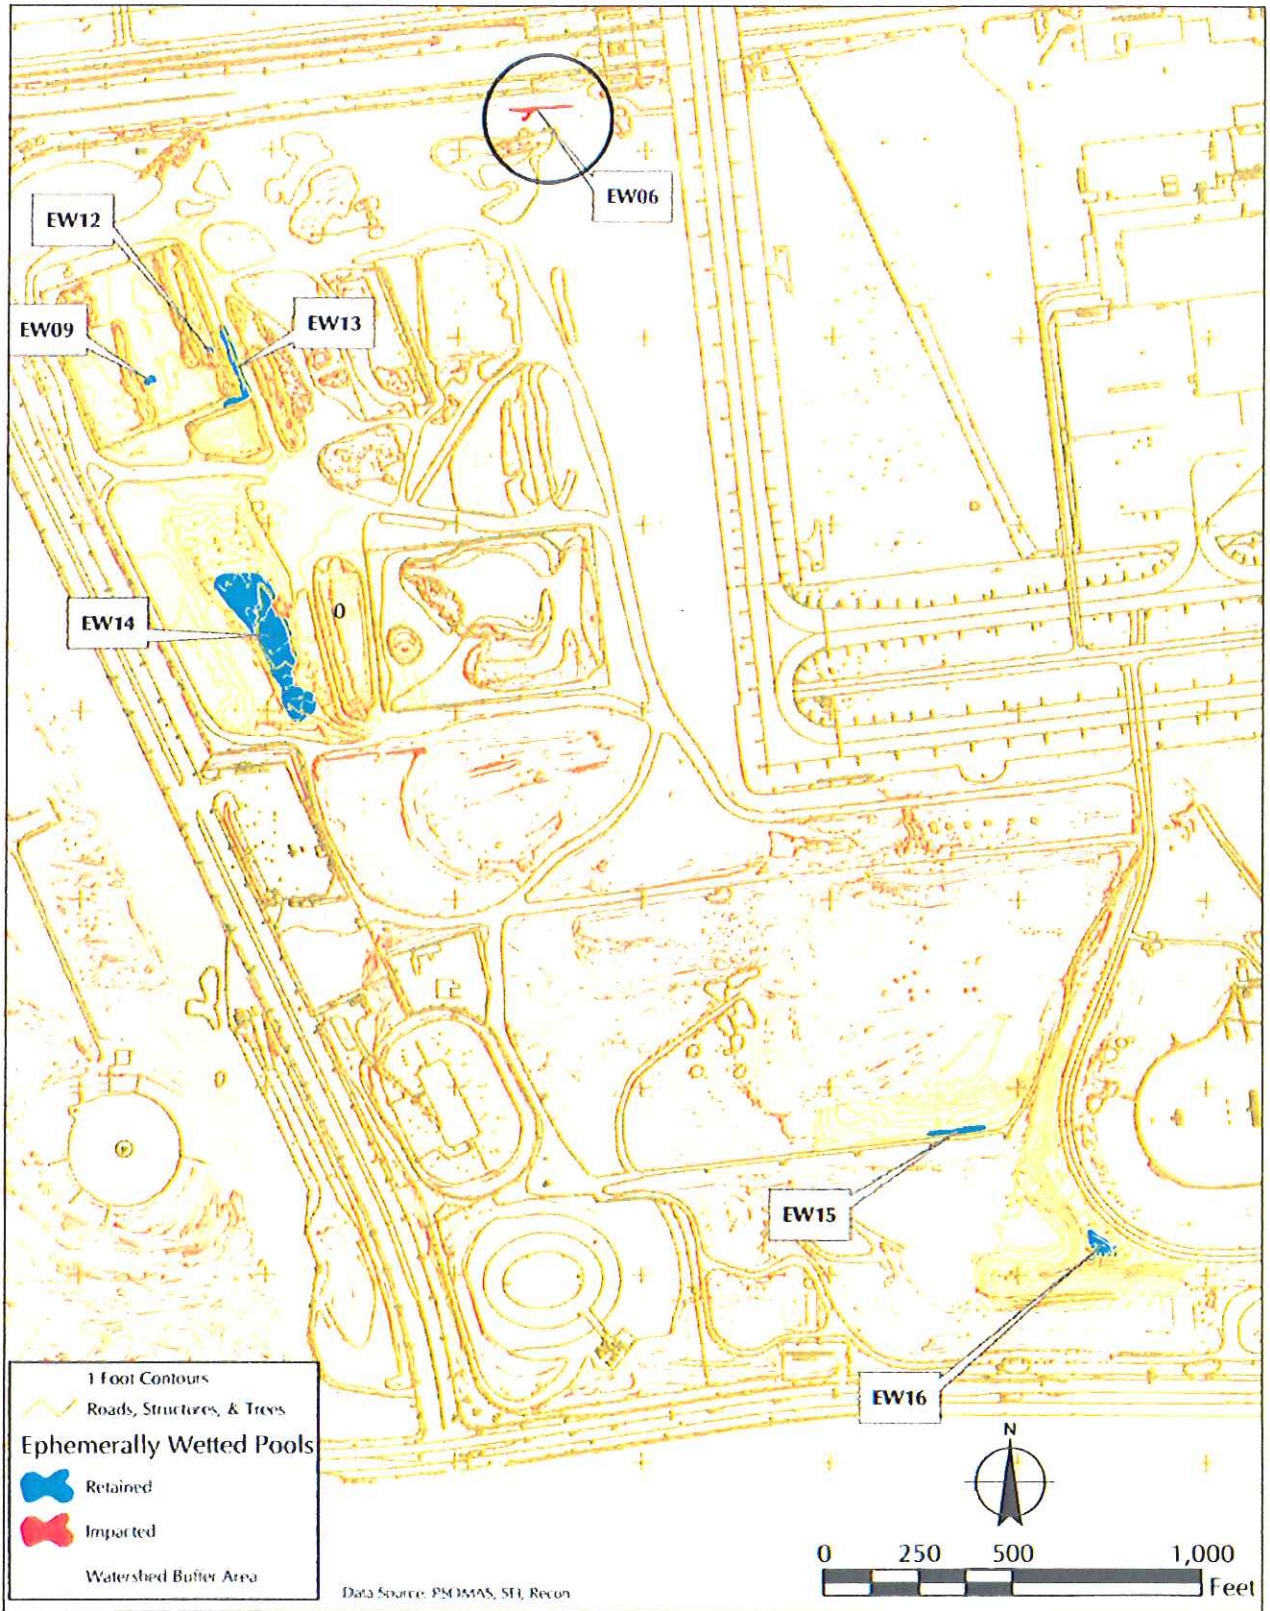 EW06
EW12
EW13
EW09
EW14
0
EW15
EW16
N
1 Foot Contours
Roads, Structures, & Trees
Ephemerally Wetted Pools
Retained
Impacted
Watershed Buffer Area
Data Source: PSOMAS, SEI, Recon
0 250 500 1,000
Feet